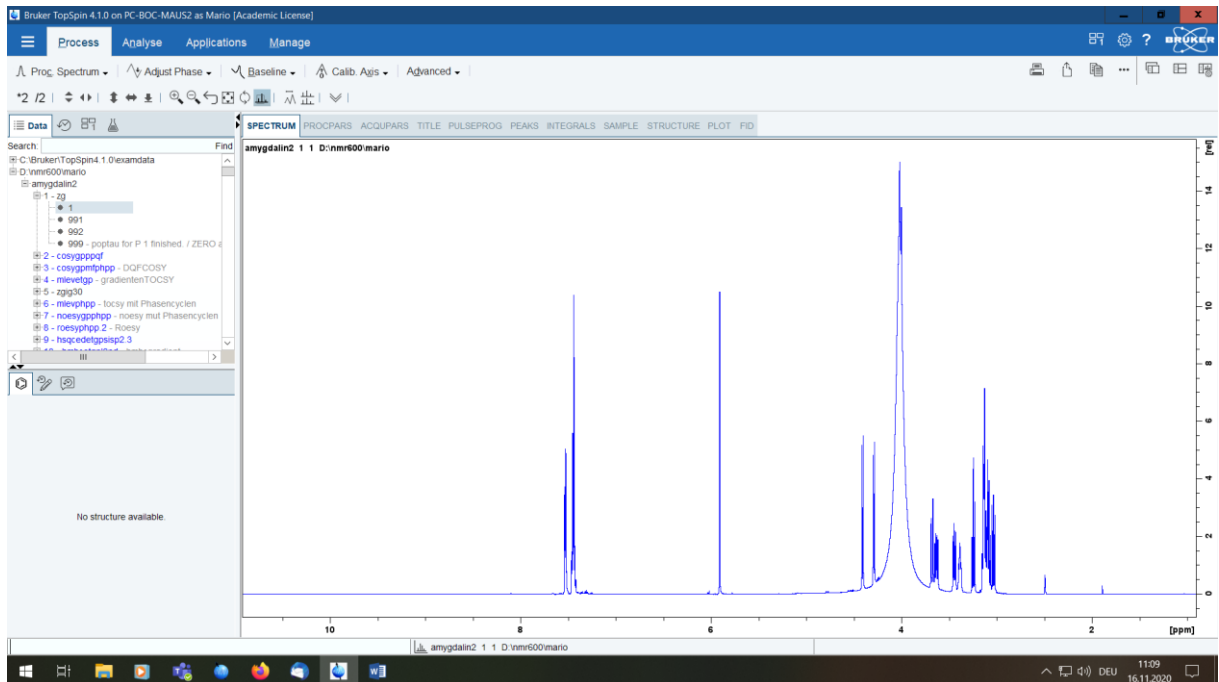 Bruker TopSpin 4.1.0 on PC-BOC-MAUS2 as Mario [Academic License]
Process Analyse Applications Manage
BRUKER
Proc. Spectrum Adjust Phase Baseline Calib. Axis Advanced
*2 /2
Data
SPECTRUM PROCPARS ACQUPARS TITLE PULSEPROG PEAKS INTEGRALS SAMPLE STRUCTURE PLOT FID
Search: Find
C:\Bruker\TopSpin4.1.0\examdata
D:\nmr600\mario
amygdalin2
1 - zg
1
991
992
999 - poptau for P 1 finished. / ZERO a
2 - cosygpppqf
3 - cosygpmfphpp - DQFCOSY
4 - mlevetgp - gradientenTOCSY
5 - zgig30
6 - mlevphpp - tocsy mit Phasencyclen
7 - noesygpphpp - noesy mut Phasencyclen
8 - roesyphpp.2 - Roesy
9 - hsqcedetgpsisp2.3
No structure available.
amygdalin2 1 1 D:\nmr600\mario
[rel]
14
12
10
8
6
4
2
0
10 8 6 4 2 [ppm]
amygdalin2 1 1 D:\nmr600\mario
DEU
11:09
16.11.2020